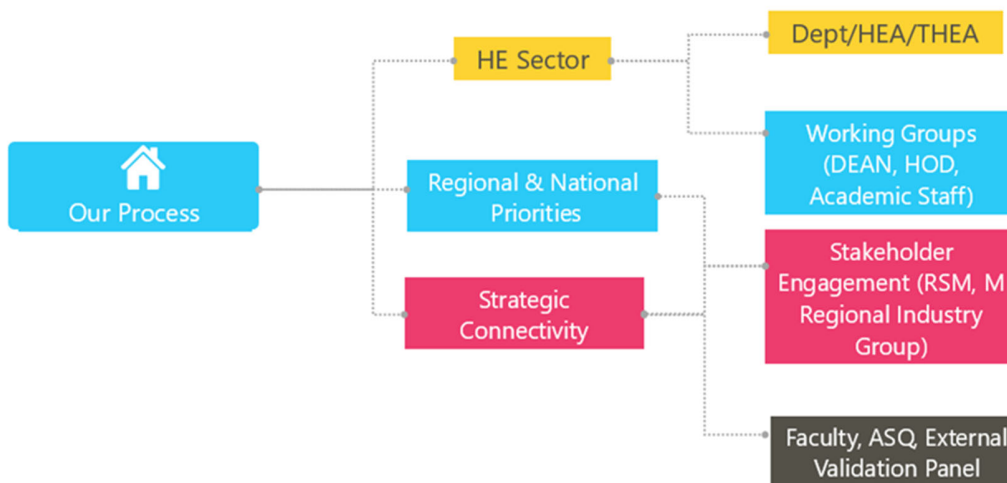 Our Process
HE Sector
Regional & National
Priorities
Strategic
Connectivity
Dept/HEA/THEA
Working Groups
(DEAN, HOD,
Academic Staff)
Stakeholder
Engagement (RSM, M
Regional Industry
Group)
Faculty, ASQ, External
Validation Panel